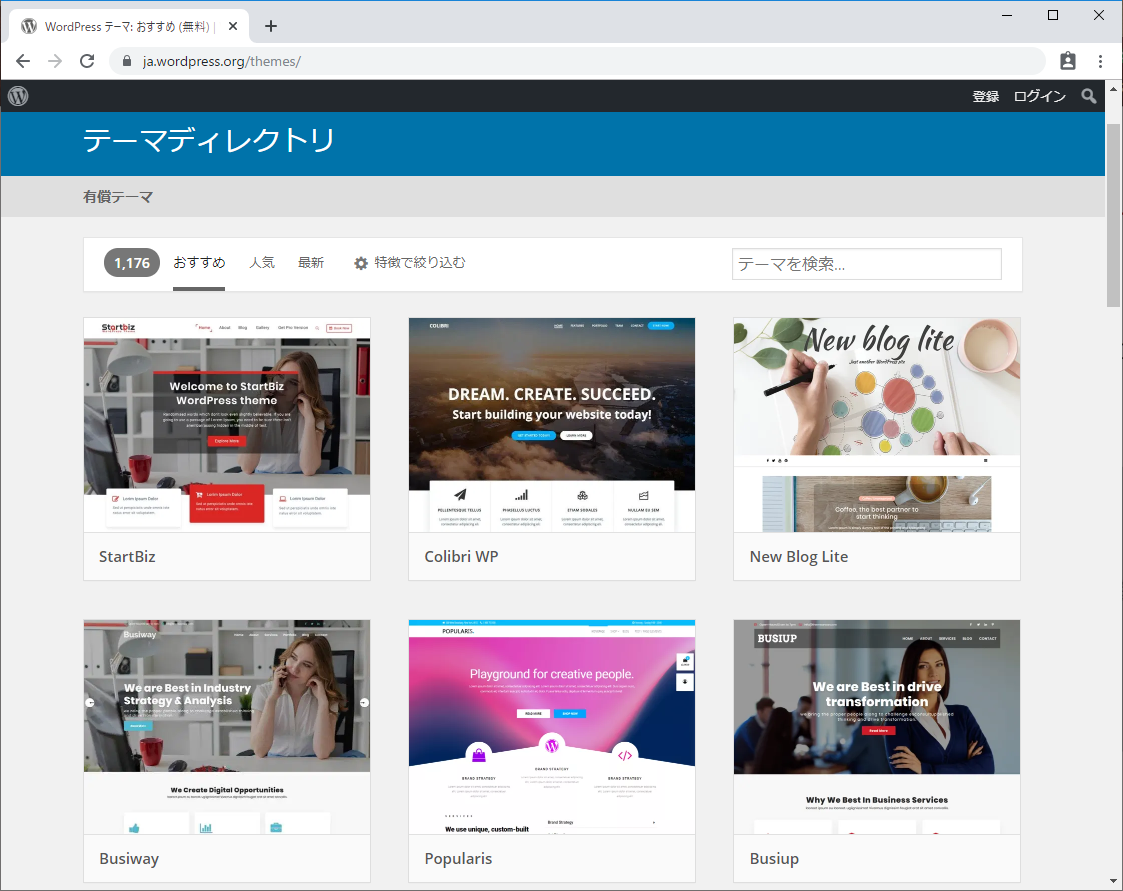 WordPress テーマ: おすすめ (無料) |
ja.wordpress.org/themes/
登録 ログイン
テーマディレクトリ
有償テーマ
1,176 おすすめ 人気 最新 特徴で絞り込む テーマを検索...
Startbiz
Home About Blog Gallery Get Pro Version Book Now
Welcome to StartBiz
WordPress theme
Explore More
Lorem Ipsum Dolor
Lorem Ipsum Dolor
Lorem Ipsum Dolor
StartBiz
COLIBRI
HOME FEATURES PORTFOLIO TEAM CONTACT
DREAM. CREATE. SUCCEED.
Start building your website today!
GET STARTED TODAY LEARN MORE
PELLENTESQUE TELLUS PHASELLUS LUCTUS ETIAM SODALES NULLAM EU SEM
Colibri WP
New blog lite
Just another WordPress site
Coffee, the best partner to
start thinking
New Blog Lite
Busiway
We are Best in Industry
Strategy & Analysis
We Create Digital Opportunities
Busiway
POPULARIS.
Playground for creative people.
READ MORE SHOP NOW
BRAND STRATEGY BRAND STRATEGY BRAND STRATEGY
SERVICES
We use unique, custom-built
Brand Strategy
Popularis
BUSIUP
HOME ABOUT SERVICES BLOG CONTACT
We are Best in drive
transformation
Read More
Why We Best In Business Services
Busiup